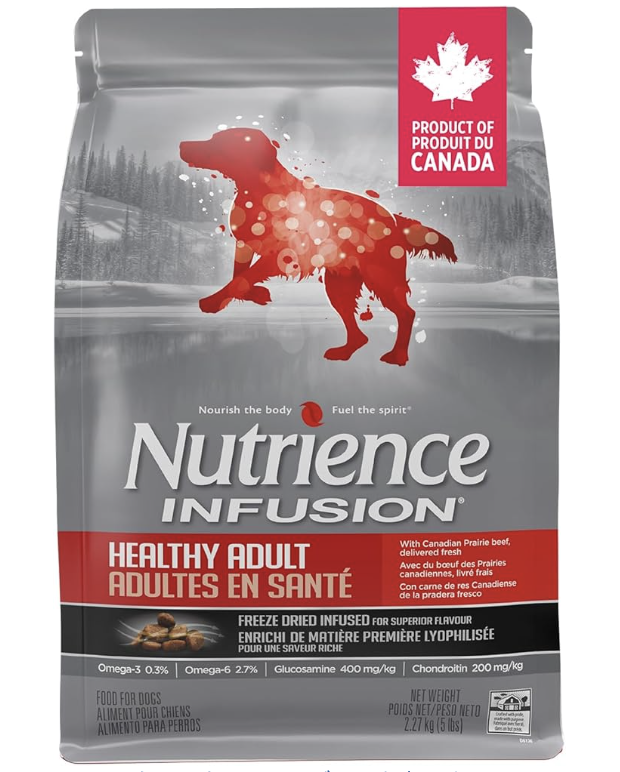 PRODUCT OF
PRODUIT DU
CANADA
Nourish the body Fuel the spirit®
Nutrience
INFUSION®
HEALTHY ADULT
ADULTES EN SANTÉ
With Canadian Prairie beef,
delivered fresh
Avec du bœuf des Prairies
canadiennes, livré frais
Con carne de res Canadiense
de la pradera fresco
FREEZE DRIED INFUSED FOR SUPERIOR FLAVOUR
ENRICHI DE MATIÈRE PREMIÈRE LYOPHILISÉE
POUR UNE SAVEUR RICHE
Omega-3 0.3% | Omega-6 2.7% | Glucosamine 400 mg/kg | Chondroitin 200 mg/kg
FOOD FOR DOGS
ALIMENT POUR CHIENS
ALIMENTO PARA PERROS
NET WEIGHT
POIDS NET/PESO NETO
2.27 kg (5 lbs)